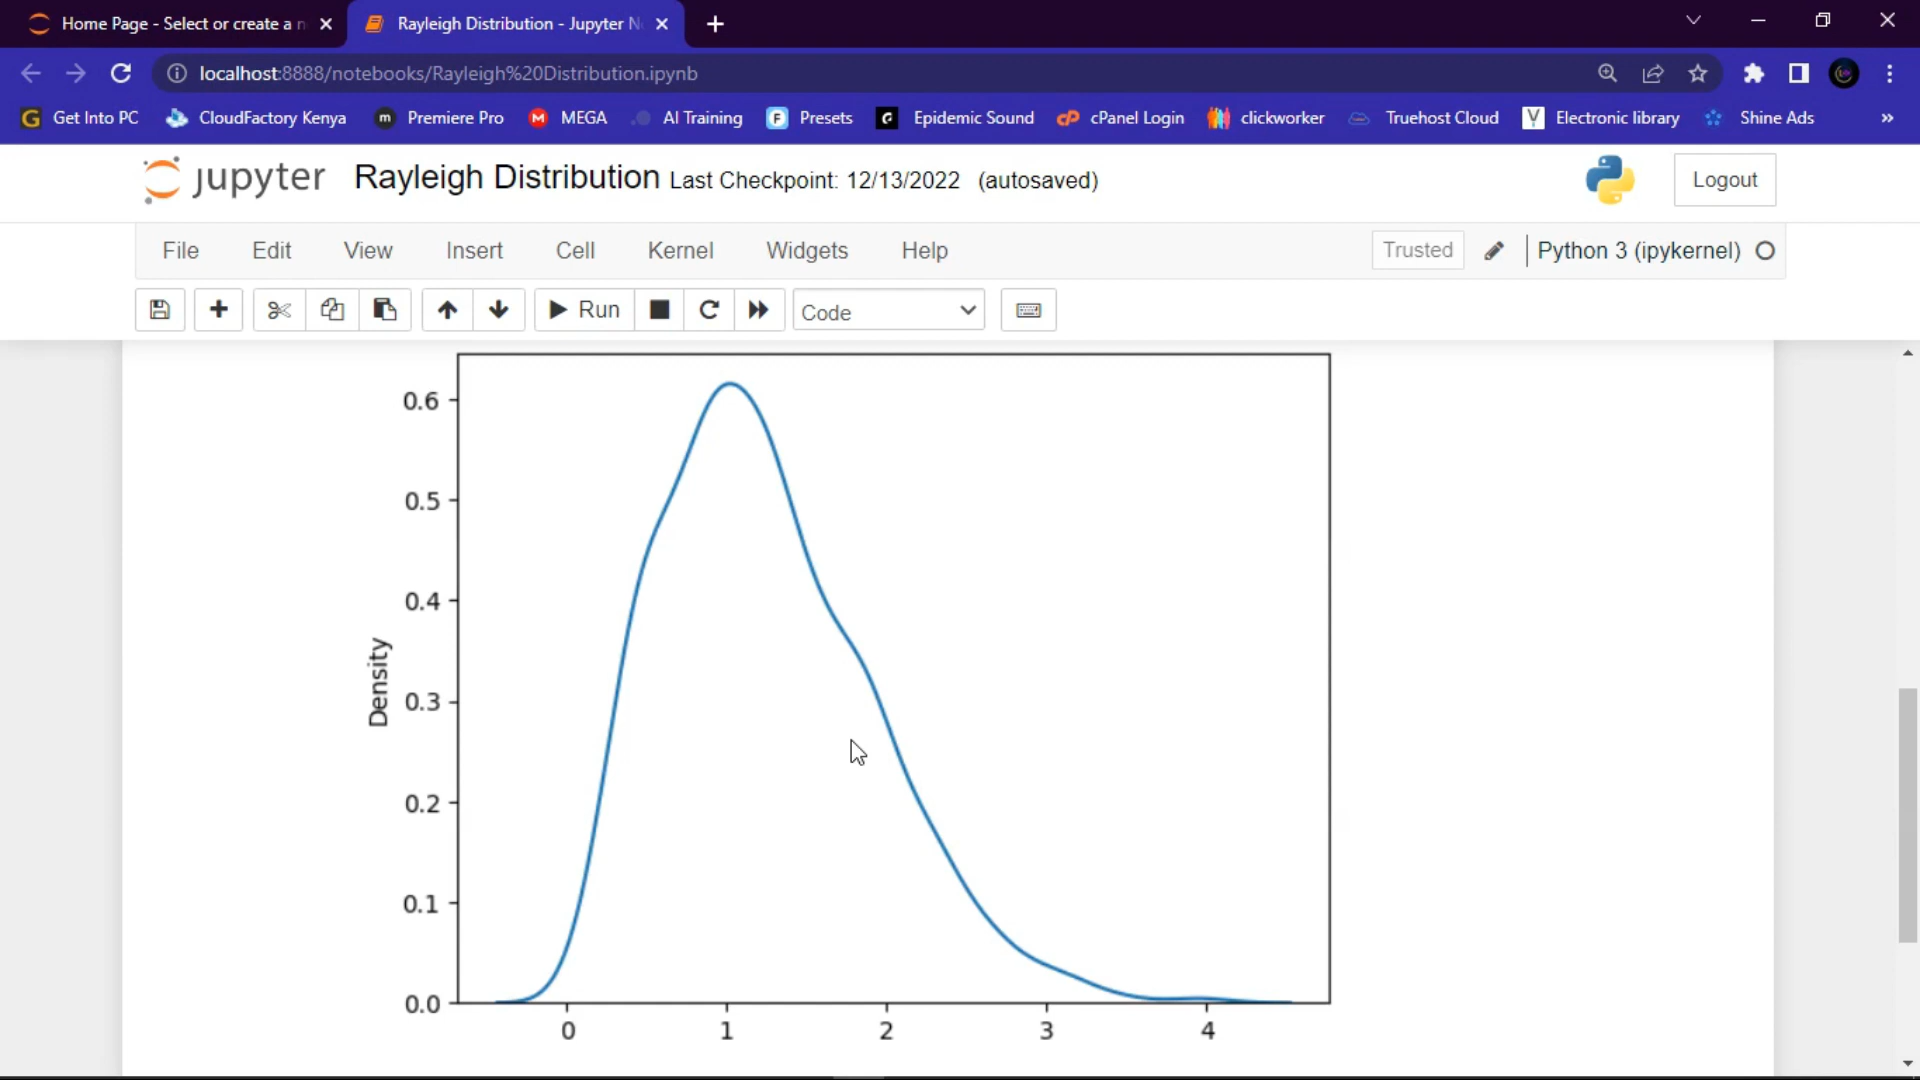 Home Page - Select or create a n
Rayleigh Distribution - Jupyter N
localhost:8888/notebooks/Rayleigh%20Distribution.ipynb
Get Into PC CloudFactory Kenya Premiere Pro MEGA AI Training Presets Epidemic Sound cPanel Login clickworker Truehost Cloud Electronic library Shine Ads »
jupyter Rayleigh Distribution Last Checkpoint: 12/13/2022 (autosaved) Logout
File Edit View Insert Cell Kernel Widgets Help Trusted Python 3 (ipykernel)
Run Code
0.6
0.5
0.4
Density
0.3
0.2
0.1
0.0
0 1 2 3 4